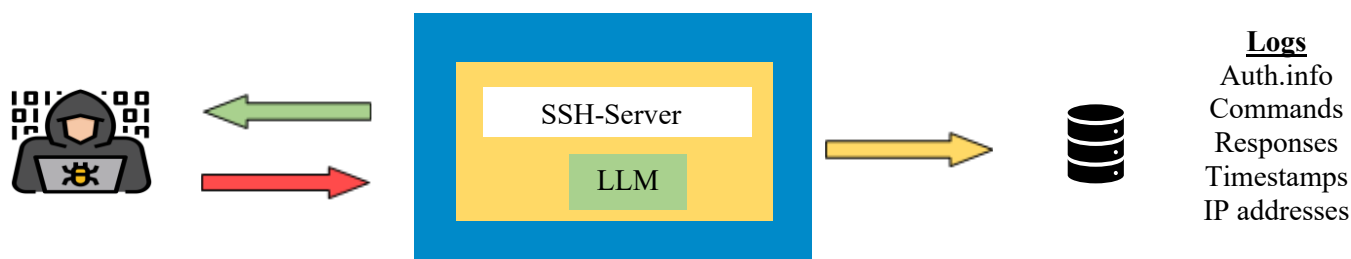 SSH-Server
LLM
Logs
Auth.info
Commands
Responses
Timestamps
IP addresses